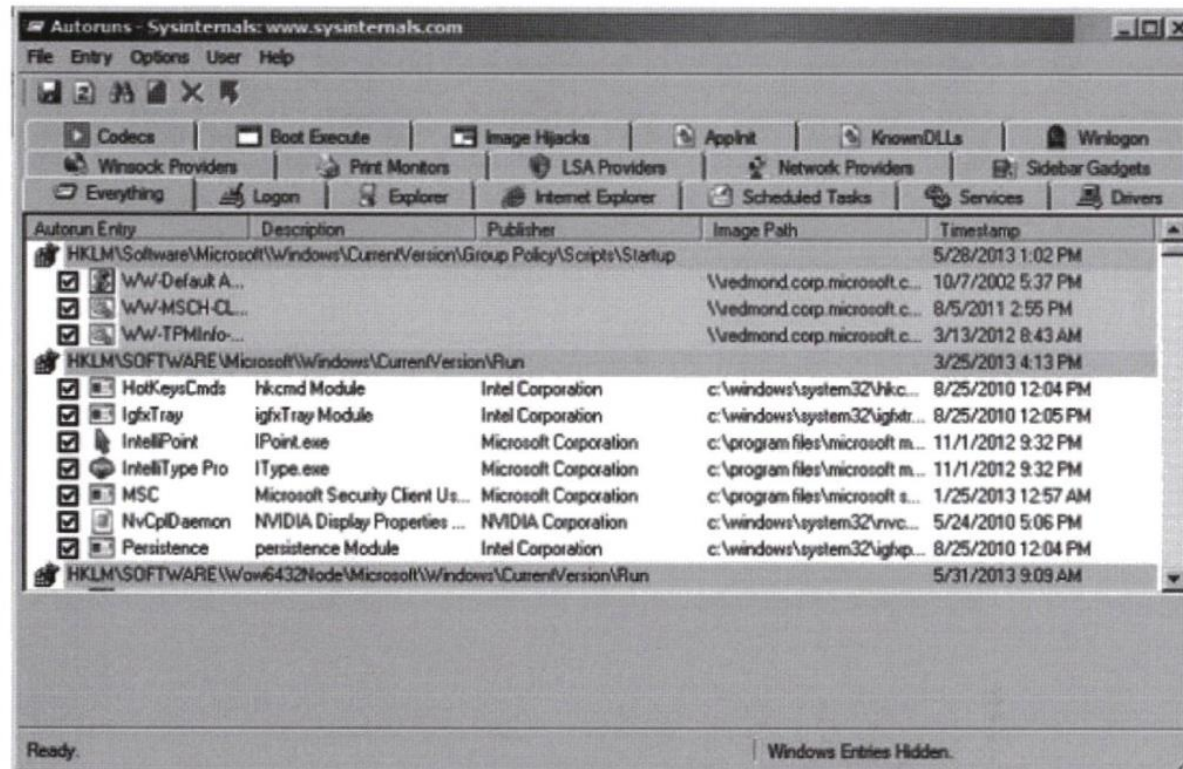 Autoruns - Sysinternals: www.sysinternals.com
File Entry Options User Help
Codecs Boot Execute Image Hijacks AppInit KnownDLLs Winlogon
Winsock Providers Print Monitors LSA Providers Network Providers Sidebar Gadgets
Everything Logon Explorer Internet Explorer Scheduled Tasks Services Drivers
Autorun Entry Description Publisher Image Path Timestamp
HKLM\Software\Microsoft\Windows\CurrentVersion\Group Policy\Scripts\Startup 5/28/2013 1:02 PM
WW-Default A... \\redmond.corp.microsoft.c... 10/7/2002 5:37 PM
WW-MSCH-CL... \\redmond.corp.microsoft.c... 8/5/2011 2:55 PM
WW-TPMInfo-... \\redmond.corp.microsoft.c... 3/13/2012 8:43 AM
HKLM\SOFTWARE\Microsoft\Windows\CurrentVersion\Run 3/25/2013 4:13 PM
HotKeysCmds hkcmd Module Intel Corporation c:\windows\system32\hkc... 8/25/2010 12:04 PM
IgfxTray igfxTray Module Intel Corporation c:\windows\system32\igfxtr... 8/25/2010 12:05 PM
IntelliPoint IPoint.exe Microsoft Corporation c:\program files\microsoft m... 11/1/2012 9:32 PM
IntelliType Pro IType.exe Microsoft Corporation c:\program files\microsoft m... 11/1/2012 9:32 PM
MSC Microsoft Security Client Us... Microsoft Corporation c:\program files\microsoft s... 1/25/2013 12:57 AM
NvCplDaemon NVIDIA Display Properties ... NVIDIA Corporation c:\windows\system32\nvc... 5/24/2010 5:06 PM
Persistence persistence Module Intel Corporation c:\windows\system32\igfxp... 8/25/2010 12:04 PM
HKLM\SOFTWARE\Wow6432Node\Microsoft\Windows\CurrentVersion\Run 5/31/2013 9:09 AM
Ready. Windows Entries Hidden.